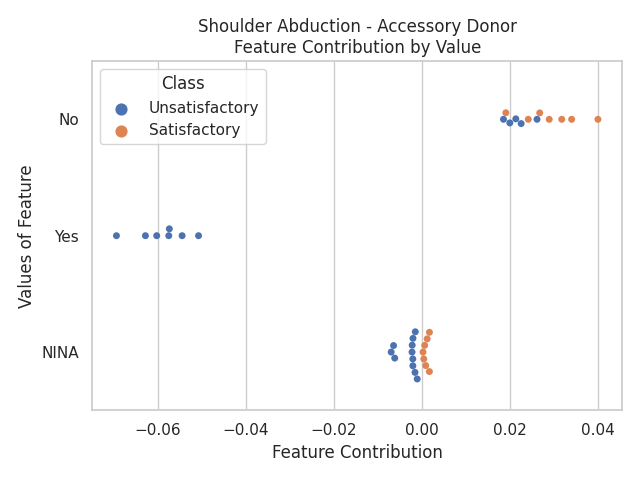 Shoulder Abduction - Accessory Donor
Feature Contribution by Value
Class
Unsatisfactory
Satisfactory
Values of Feature
No
Yes
NINA
−0.06
−0.04
−0.02
0.00
0.02
0.04
Feature Contribution